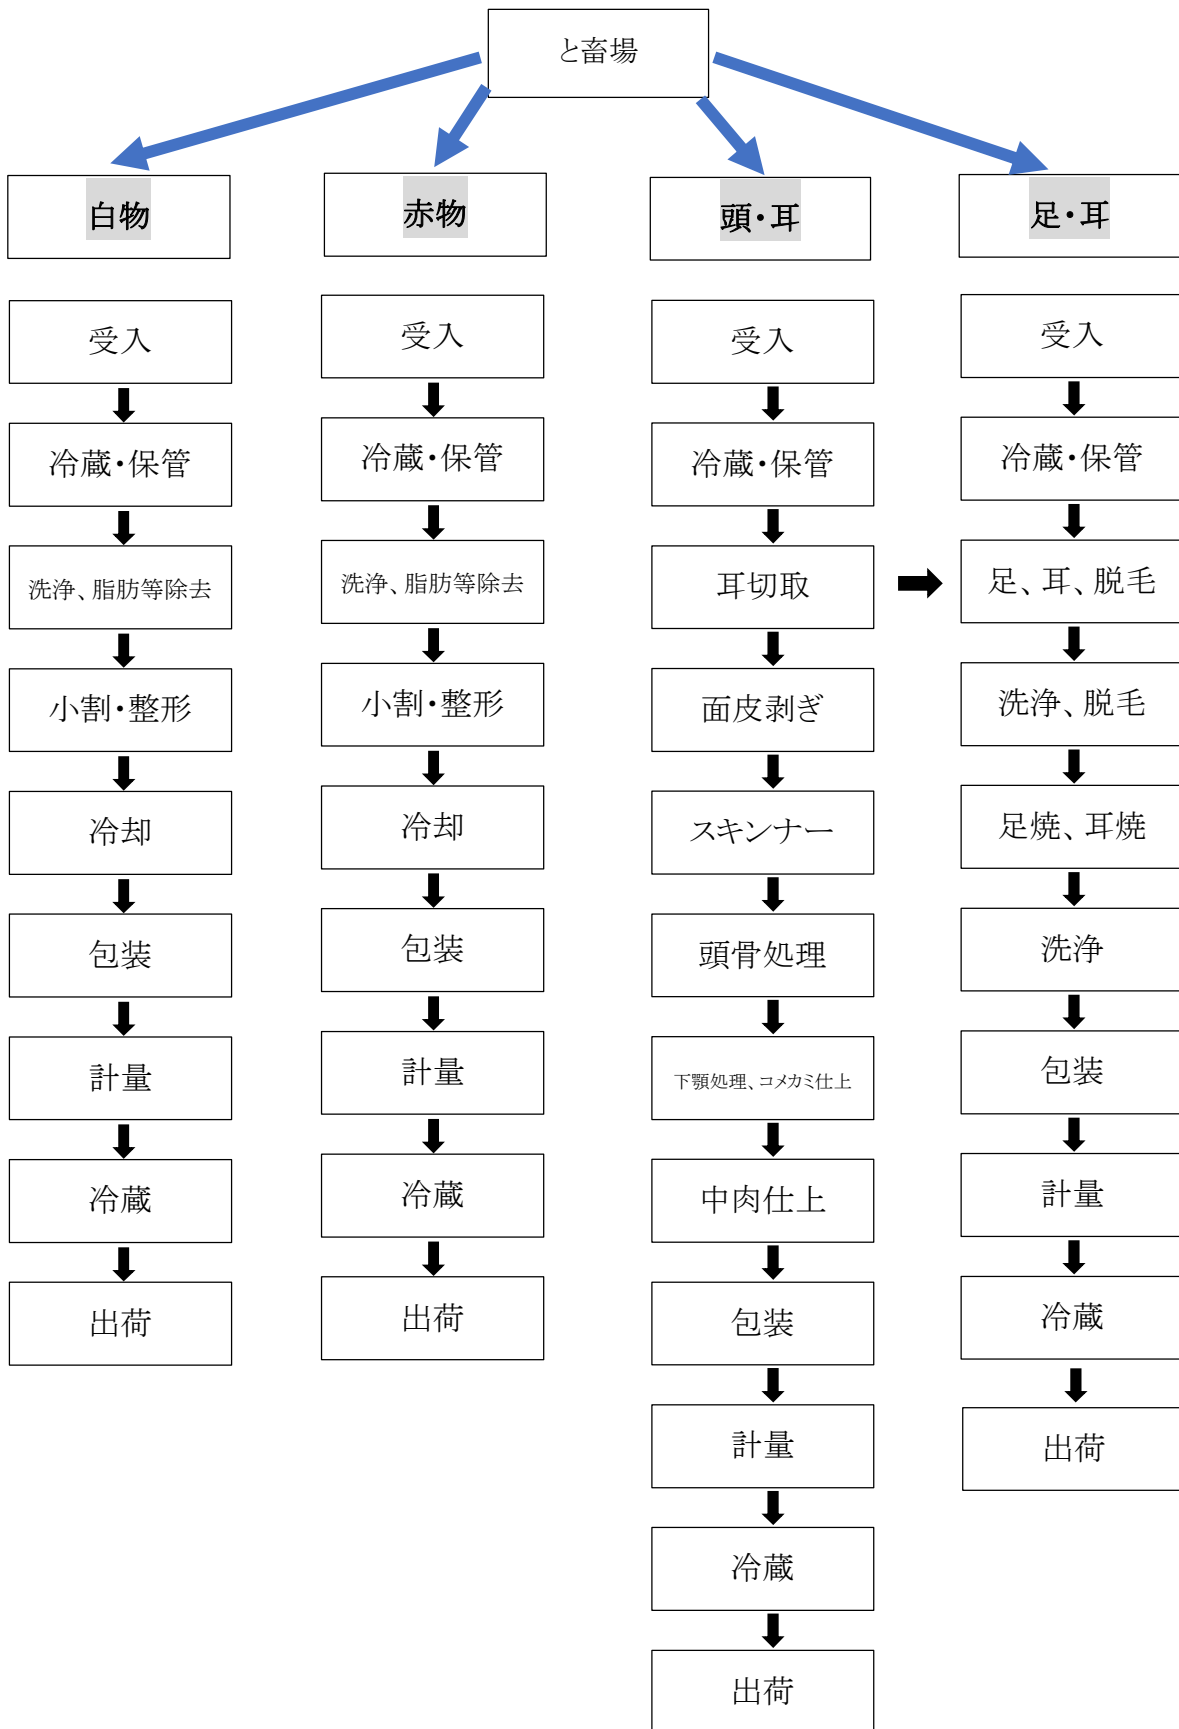 と畜場
白物
受入
冷蔵・保管
洗浄、脂肪等除去
小割・整形
冷却
包装
計量
冷蔵
出荷
赤物
受入
冷蔵・保管
洗浄、脂肪等除去
小割・整形
冷却
包装
計量
冷蔵
出荷
頭・耳
受入
冷蔵・保管
耳切取
面皮剥ぎ
スキンナー
頭骨処理
下顎処理、コメカミ仕上
中肉仕上
包装
計量
冷蔵
出荷
足・耳
受入
冷蔵・保管
足、耳、脱毛
洗浄、脱毛
足焼、耳焼
洗浄
包装
計量
冷蔵
出荷